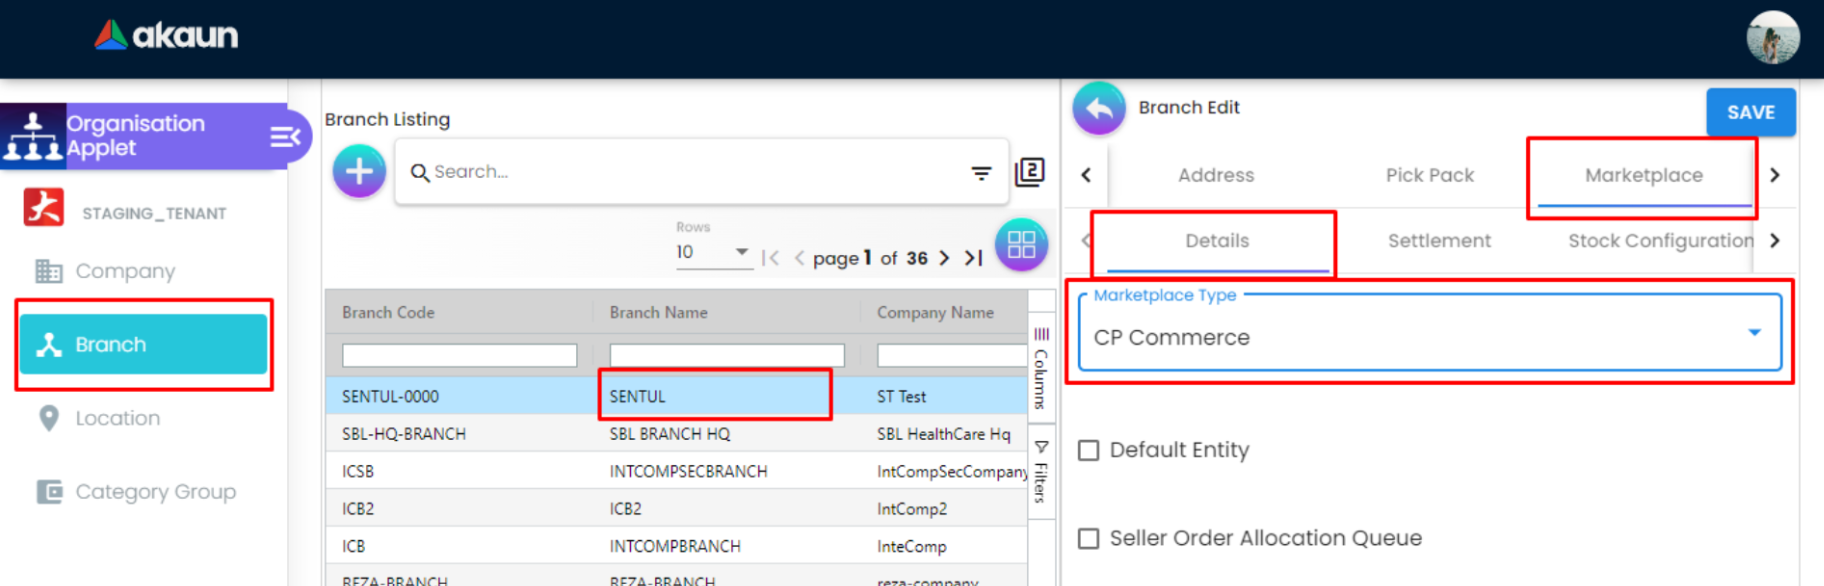 akaun
Organisation
Applet
STAGING_TENANT
Company
Branch
Location
Category Group
Branch Listing
Search...
2
Rows
10
page 1 of 36
Branch Code Branch Name Company Name
SENTUL-0000 SENTUL ST Test
SBL-HQ-BRANCH SBL BRANCH HQ SBL HealthCare Hq
ICSB INTCOMPSECBRANCH IntCompSecCompany
ICB2 ICB2 IntComp2
ICB INTCOMPBRANCH InteComp
REZA-BRANCH REZA-BRANCH reza-company
Columns
Filters
Branch Edit
SAVE
Address Pick Pack Marketplace
Details Settlement Stock Configuration
Marketplace Type
CP Commerce
Default Entity
Seller Order Allocation Queue